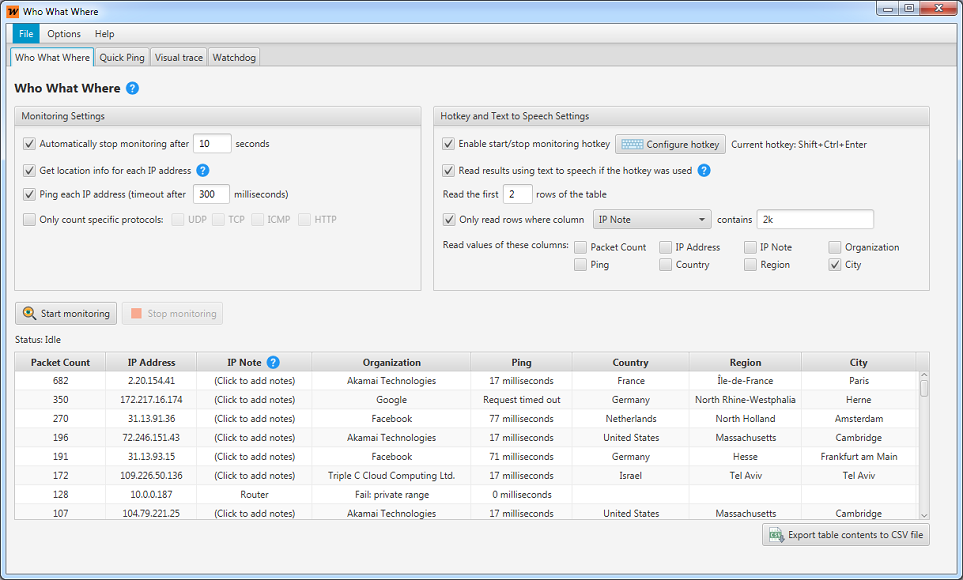 Who What Where
File Options Help
Who What Where Quick Ping Visual trace Watchdog
Who What Where ?
Monitoring Settings
Automatically stop monitoring after 10 seconds
Get location info for each IP address ?
Ping each IP address (timeout after 300 milliseconds)
Only count specific protocols: UDP TCP ICMP HTTP
Hotkey and Text to Speech Settings
Enable start/stop monitoring hotkey Configure hotkey Current hotkey: Shift+Ctrl+Enter
Read results using text to speech if the hotkey was used ?
Read the first 2 rows of the table
Only read rows where column IP Note contains 2k
Read values of these columns: Packet Count IP Address IP Note Organization
Ping Country Region City
Start monitoring Stop monitoring
Status: Idle
Packet Count IP Address IP Note ? Organization Ping Country Region City
682 2.20.154.41 (Click to add notes) Akamai Technologies 17 milliseconds France Île-de-France Paris
350 172.217.16.174 (Click to add notes) Google Request timed out Germany North Rhine-Westphalia Herne
270 31.13.91.36 (Click to add notes) Facebook 77 milliseconds Netherlands North Holland Amsterdam
196 72.246.151.43 (Click to add notes) Akamai Technologies 17 milliseconds United States Massachusetts Cambridge
191 31.13.93.15 (Click to add notes) Facebook 71 milliseconds Germany Hesse Frankfurt am Main
172 109.226.50.136 (Click to add notes) Triple C Cloud Computing Ltd. 17 milliseconds Israel Tel Aviv Tel Aviv
128 10.0.0.187 Router Fail: private range 0 milliseconds
107 104.79.221.25 (Click to add notes) Akamai Technologies 17 milliseconds United States Massachusetts Cambridge
CSV Export table contents to CSV file